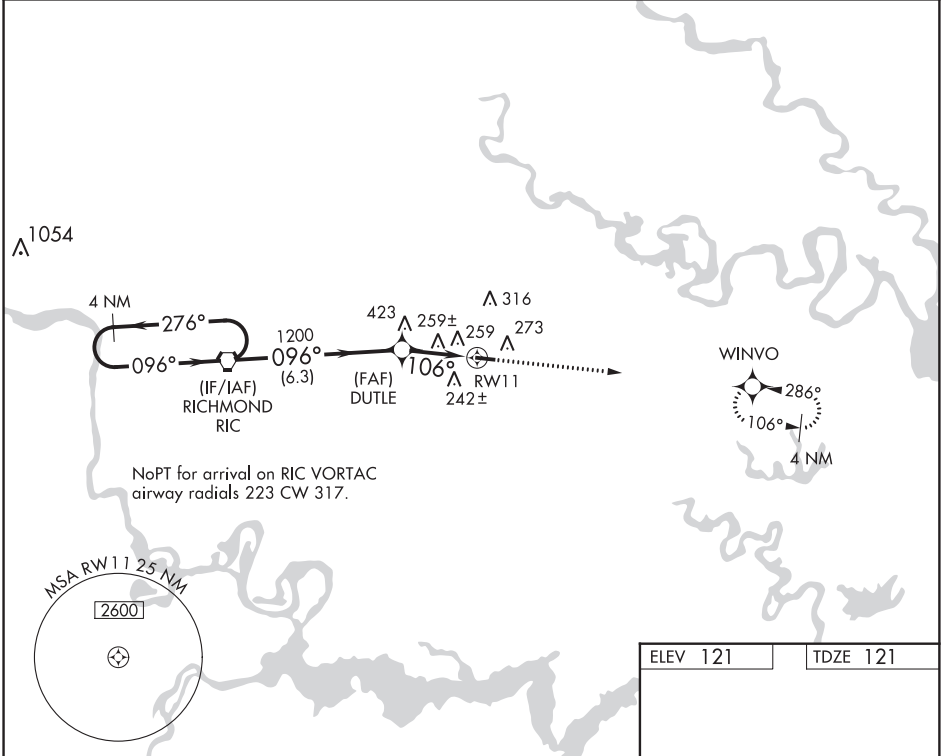 1054
4 NM
276°
096°
(IF/IAF)
RICHMOND
RIC
1200
096°
(6.3)
423
259±
259
316
273
(FAF)
DUTLE
106°
RW11
242±
WINVO
286°
106°
4 NM
NoPT for arrival on RIC VORTAC
airway radials 223 CW 317.
MSA RW11 25 NM
2600
ELEV 121
TDZE 121